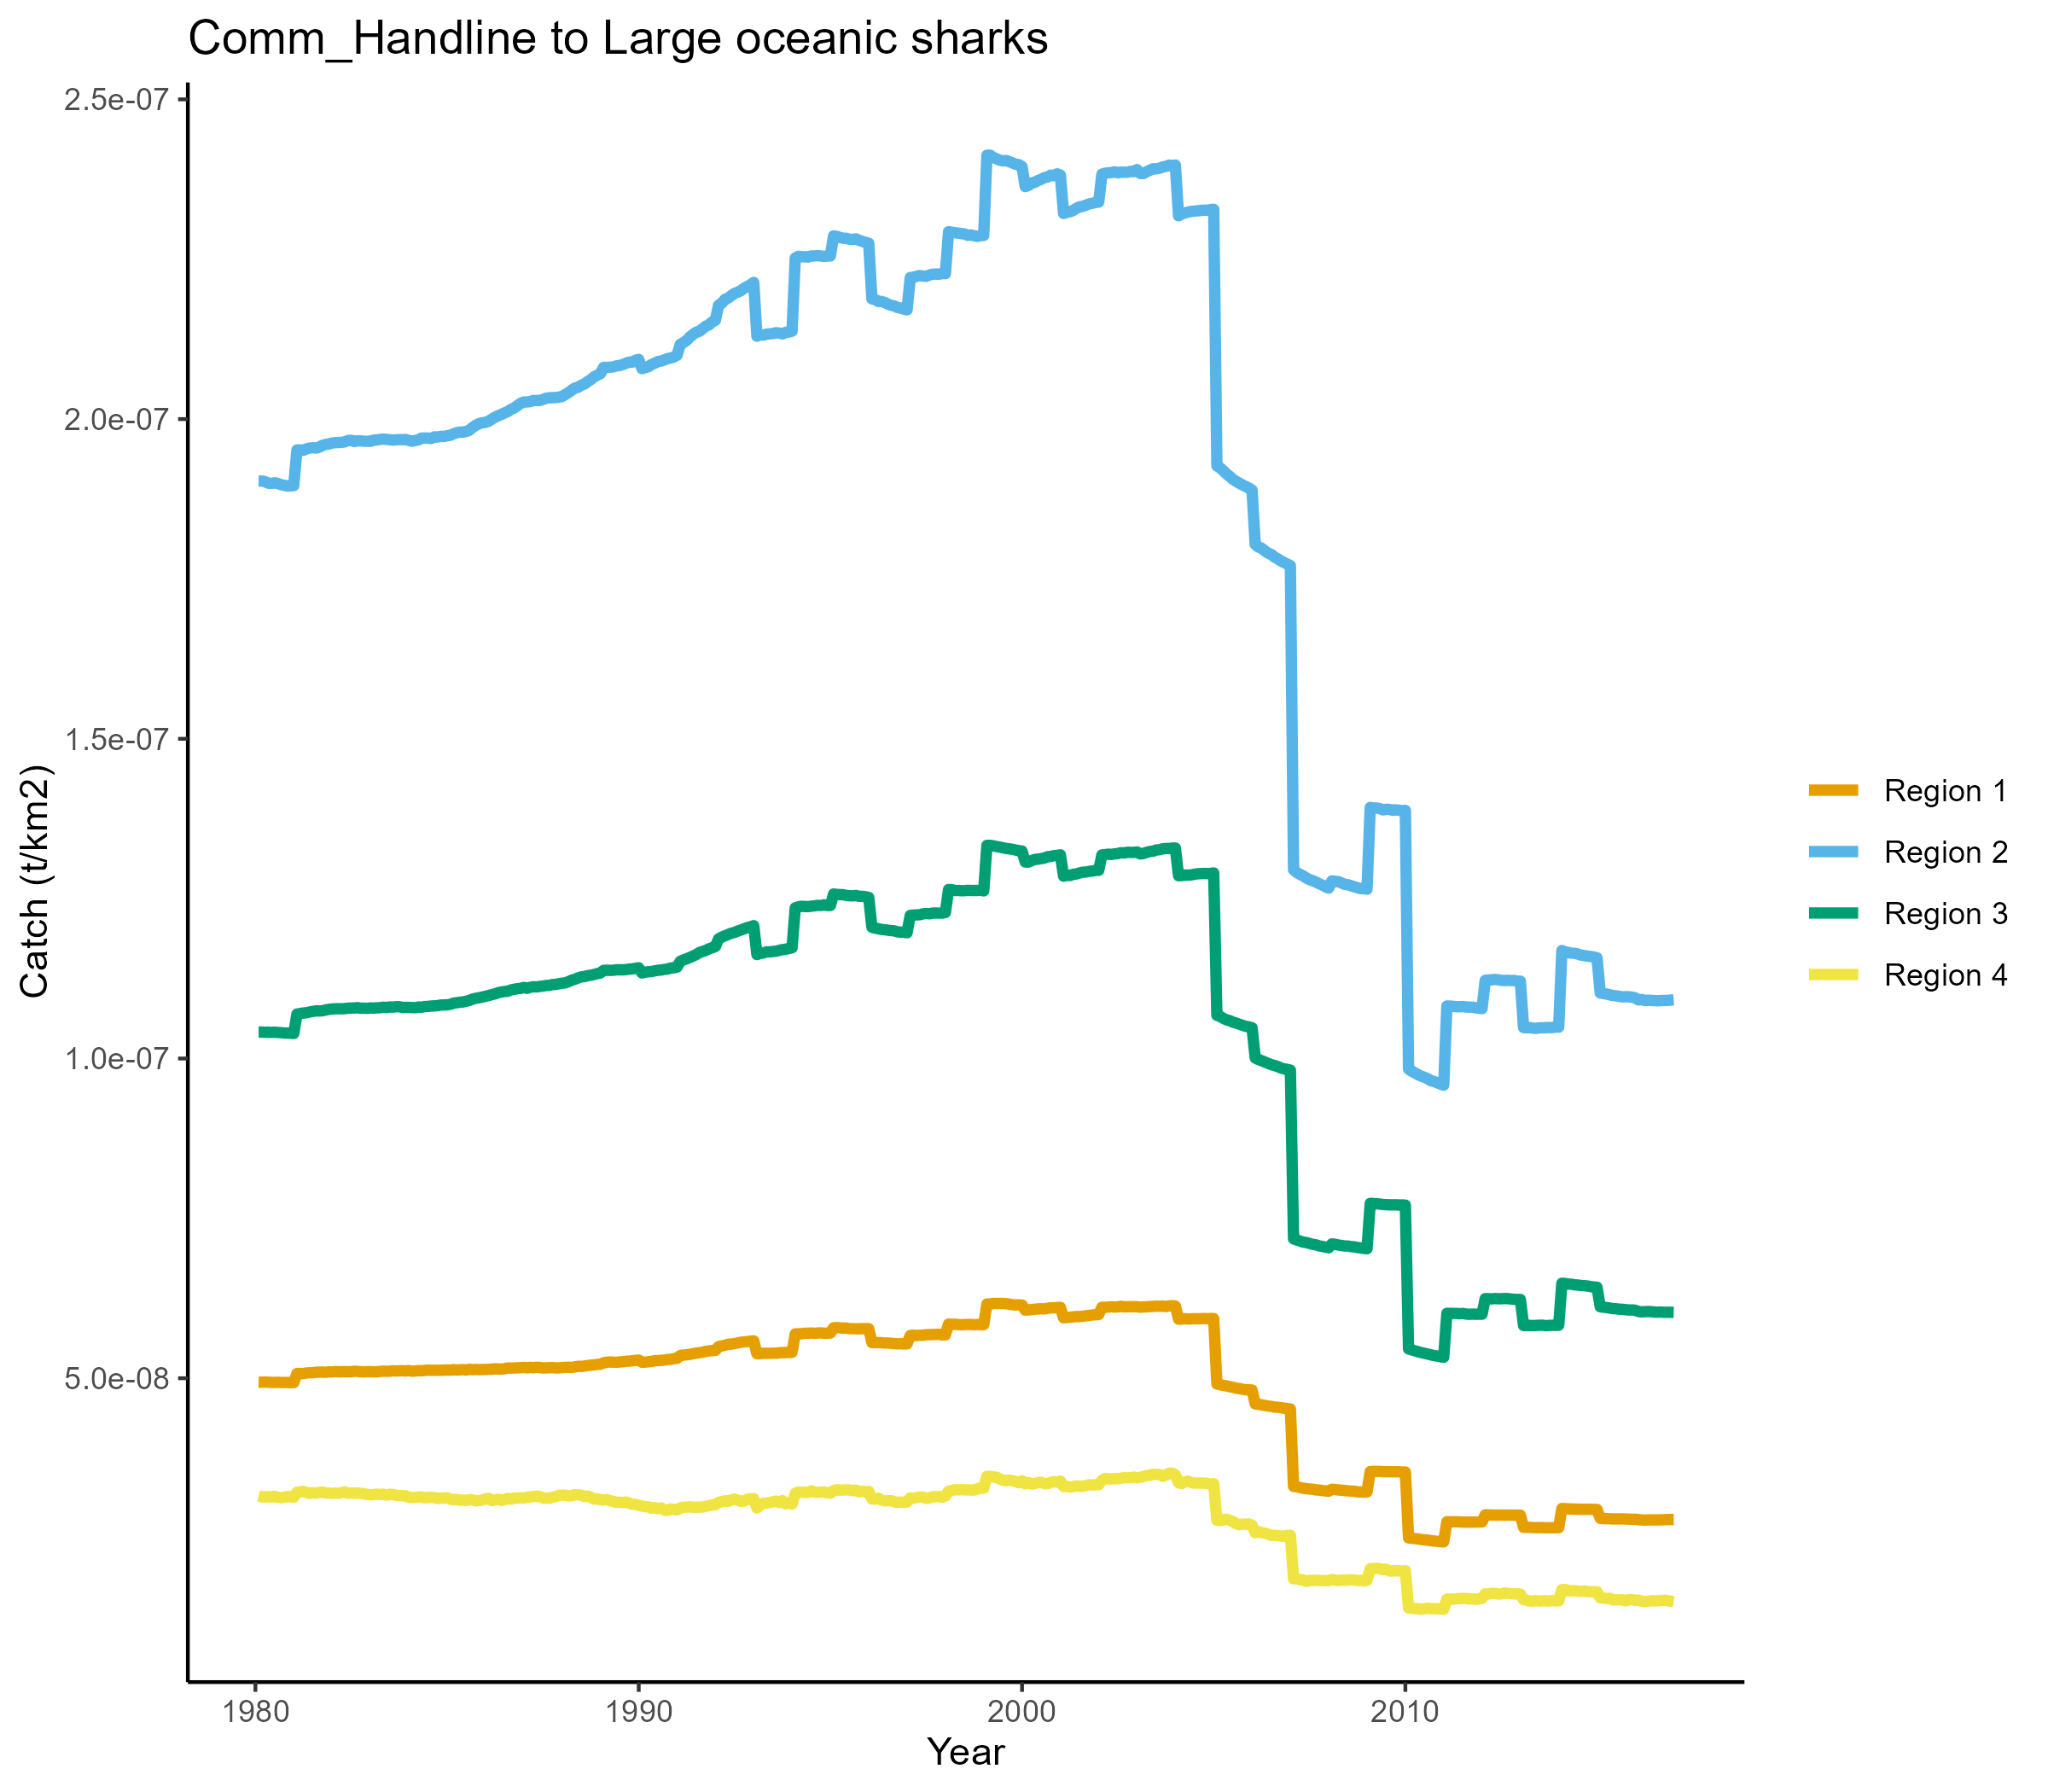 Comm_Handline to Large oceanic sharks
2.5e-07
2.0e-07
1.5e-07
1.0e-07
5.0e-08
Catch (t/km2)
1980
1990
2000
2010
Year
Region 1
Region 2
Region 3
Region 4